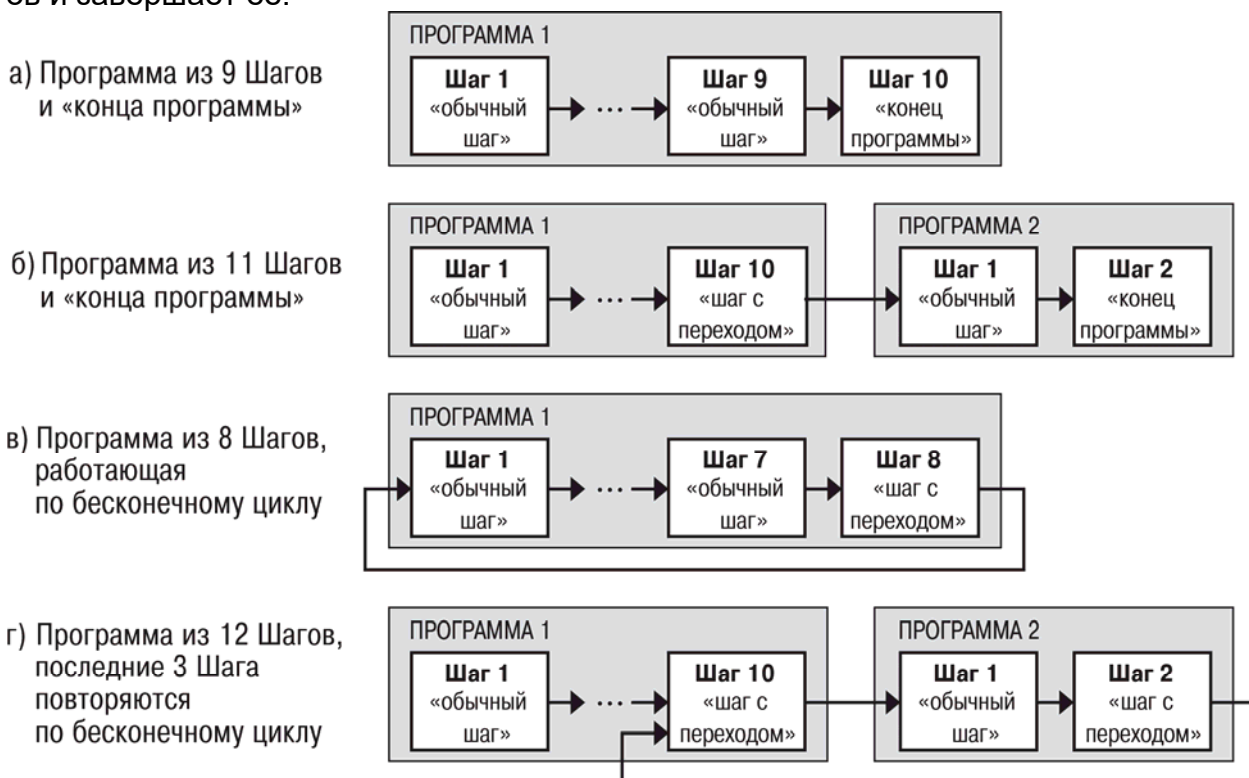 ов и завершает ее.
а) Программа из 9 Шагов
и «конца программы»
ПРОГРАММА 1
Шаг 1
«обычный
шаг»
...
Шаг 9
«обычный
шаг»
Шаг 10
«конец
программы»
б) Программа из 11 Шагов
и «конца программы»
ПРОГРАММА 1
Шаг 1
«обычный
шаг»
...
Шаг 10
«шаг с
переходом»
ПРОГРАММА 2
Шаг 1
«обычный
шаг»
Шаг 2
«конец
программы»
в) Программа из 8 Шагов,
работающая
по бесконечному циклу
ПРОГРАММА 1
Шаг 1
«обычный
шаг»
...
Шаг 7
«обычный
шаг»
Шаг 8
«шаг с
переходом»
г) Программа из 12 Шагов,
последние 3 Шага
повторяются
по бесконечному циклу
ПРОГРАММА 1
Шаг 1
«обычный
шаг»
...
Шаг 10
«шаг с
переходом»
ПРОГРАММА 2
Шаг 1
«обычный
шаг»
Шаг 2
«шаг с
переходом»